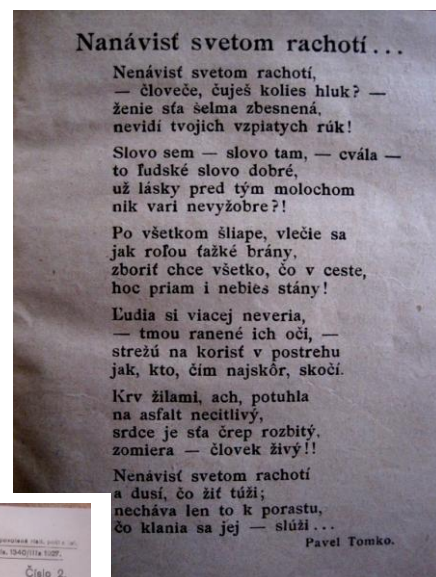 Nanávisť svetom rachotí...
Nenávisť svetom rachotí,
— človeče, čuješ kolies hluk? —
ženie sťa šelma zbesnená,
nevidí tvojich vzpiatych rúk!
Slovo sem — slovo tam, — cvála —
to ľudské slovo dobré,
už lásky pred tým molochom
nik vari nevyžobre?!
Po všetkom šliape, vlečie sa
jak roľou ťažké brány,
zboriť chce všetko, čo v ceste,
hoc priam i nebies stány!
Ľudia si viacej neveria,
— tmou ranené ich oči, —
strežú na korisť v postrehu
jak, kto, čím najskôr, skočí.
Krv žilami, ach, potuhla
na asfalt necitlivý,
srdce je sťa črep rozbitý,
zomiera — človek živý!!
Nenávisť svetom rachotí
a dusí, čo žiť túži;
necháva len to k porastu,
čo klania sa jej — slúži...
Pavel Tomko.
1340/IIIa 1927.
Číslo 2.